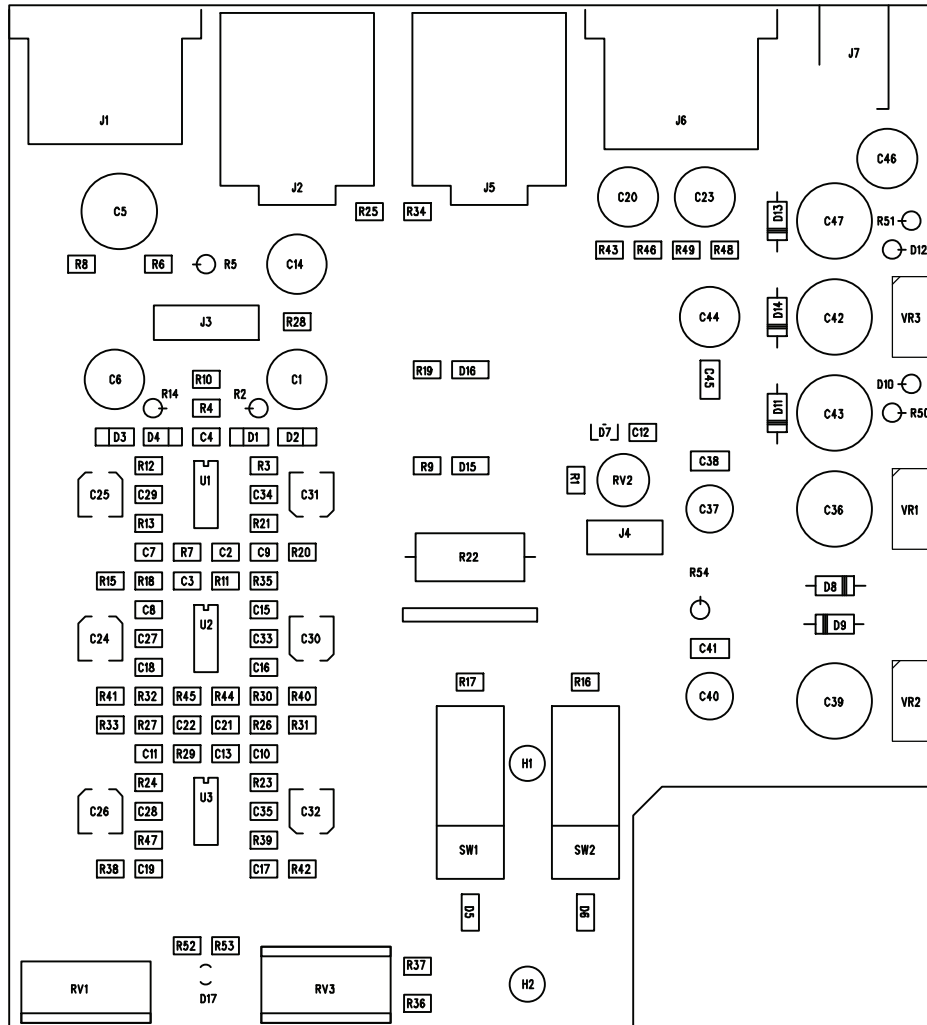 J7
J1 J6
J2 J5
C46
C5 C20 C23
R25 R34 D13 C47 R51
R43 R46 R49 R48 D12
R8 R6 R5 C14
J3 R28 C44 D14 C42 VR3
C6 R10 C1 R19 D16 C45
R14 R2 D10
R4 D11 C43 R50
D3 D4 C4 D1 D2 D7 C12
R12 R3 R9 D15 C38
U1 R1 RV2
C25 C29 C34 C31
C37 C36 VR1
R13 R21 J4
C7 R7 C2 C9 R20 R22
R54
R15 R18 C3 R11 R35 D8
C8 C15
U2 D9
C24 C27 C33 C30
C41
C18 C16
R17 R16
R41 R32 R45 R44 R30 R40 C40 C39 VR2
R33 R27 C22 C21 R26 R31
C11 R29 C13 C10 H1
R24 R23
U3
C26 C28 C35 C32
R47 R39
SW1 SW2
R38 C19 C17 R42
D5 D6
R52 R53
R37
RV1 RV3 H2
D17 R36